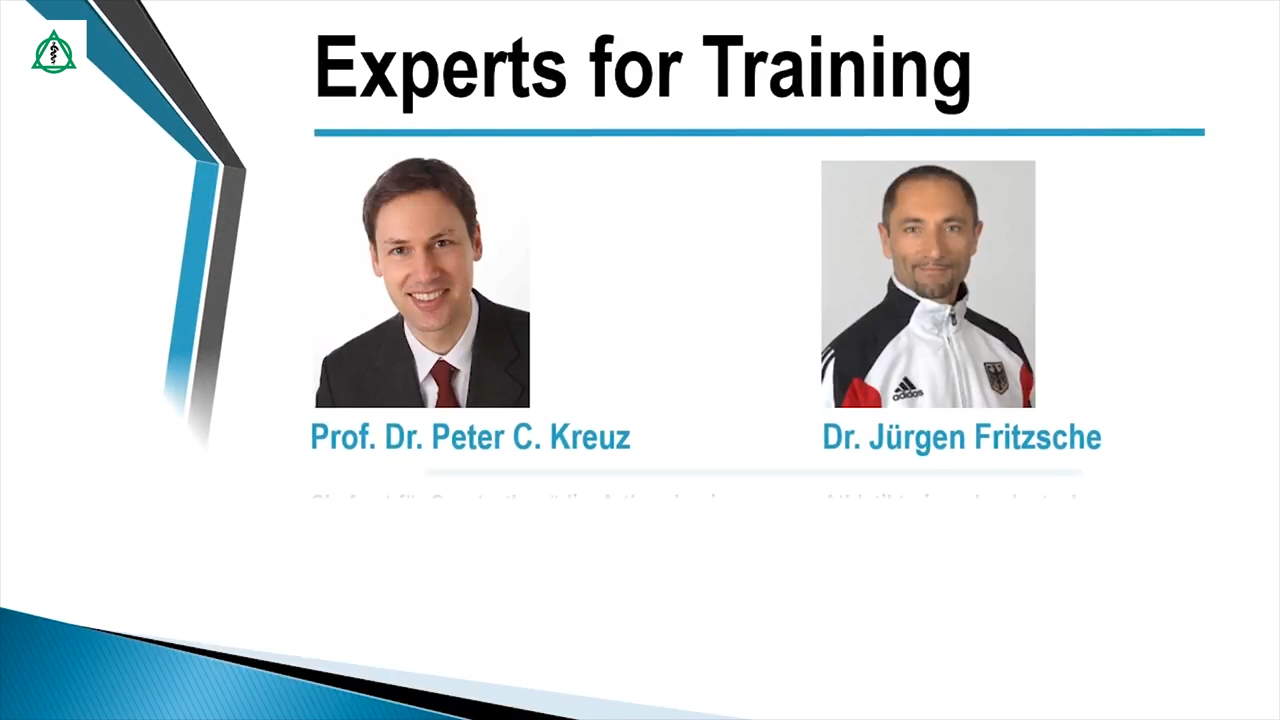 Experts for Training
adidas
Prof. Dr. Peter C. Kreuz
Dr. Jürgen Fritzsche